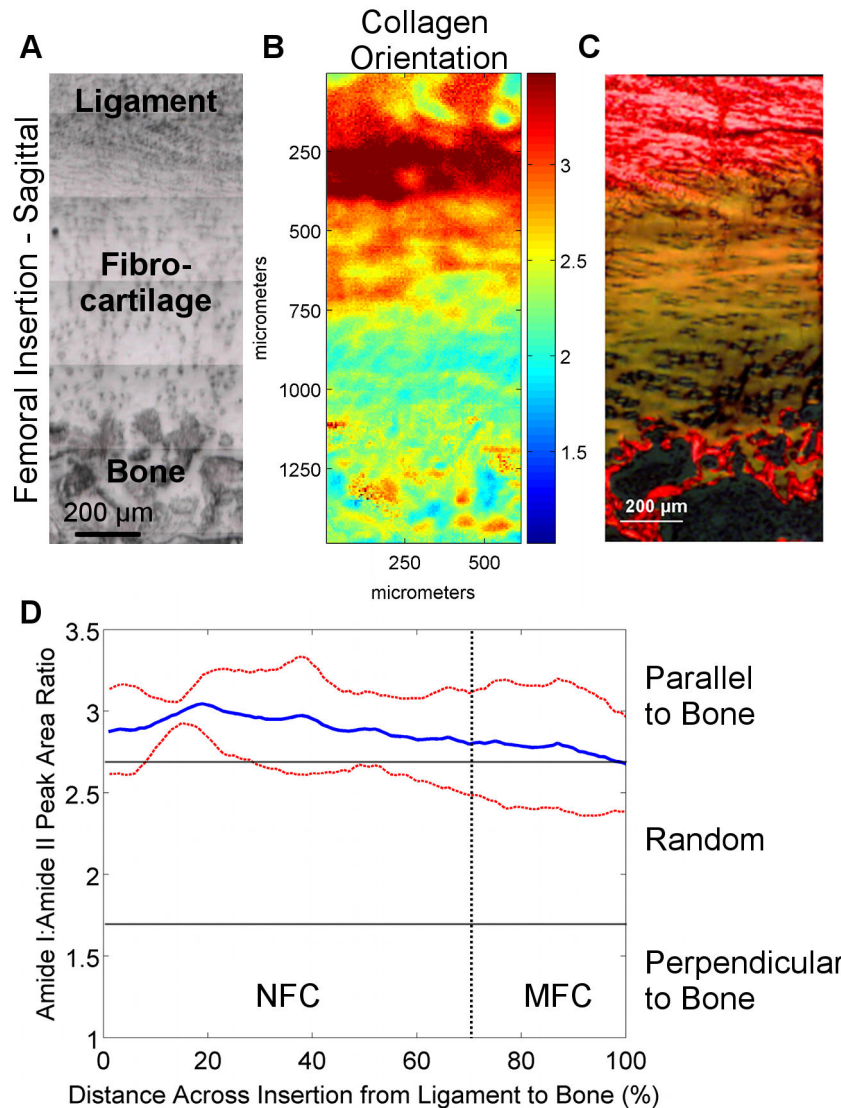 A
Ligament
Fibro-
cartilage
Bone
200 µm
Femoral Insertion - Sagittal
B
Collagen
Orientation
250
500
750
1000
1250
micrometers
250 500
micrometers
3
2.5
2
1.5
C
200 µm
D
3.5
3
2.5
2
1.5
1
Amide I:Amide II Peak Area Ratio
NFC MFC
0 20 40 60 80 100
Distance Across Insertion from Ligament to Bone (%)
Parallel
to Bone
Random
Perpendicular
to Bone